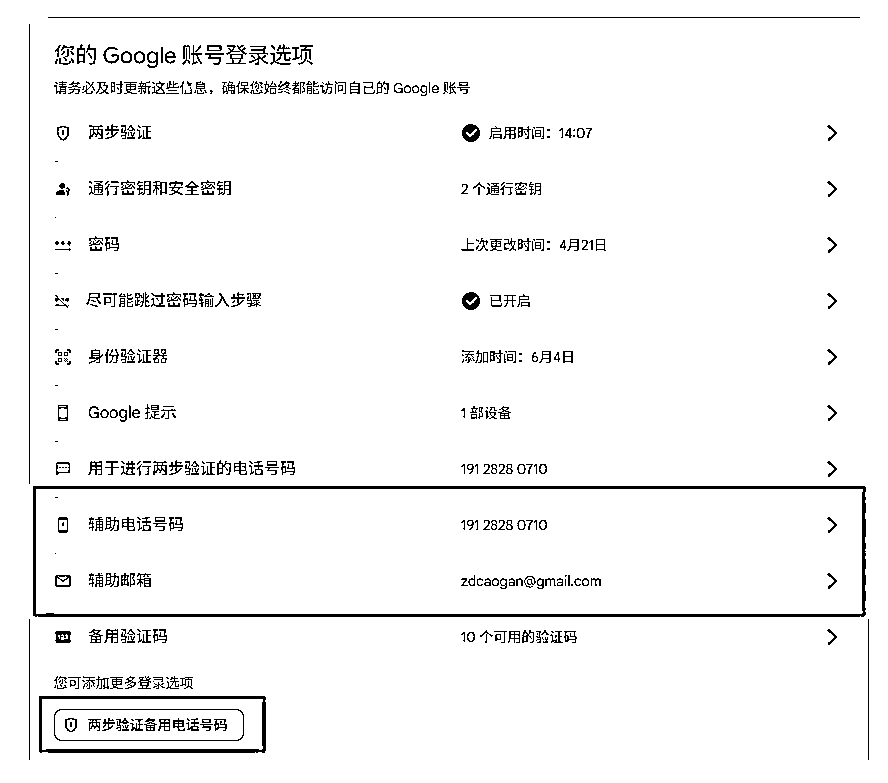 您的 Google 账号登录选项
请务必及时更新这些信息，确保您始终都能访问自己的 Google 账号
两步验证 启用时间：14:07
通行密钥和安全密钥 2 个通行密钥
密码 上次更改时间：4月21日
尽可能跳过密码输入步骤 已开启
身份验证器 添加时间：6月4日
Google 提示 1 部设备
用于进行两步验证的电话号码 191 2828 0710
辅助电话号码 191 2828 0710
辅助邮箱 zdcaogan@gmail.com
备用验证码 10 个可用的验证码
您可添加更多登录选项
两步验证备用电话号码